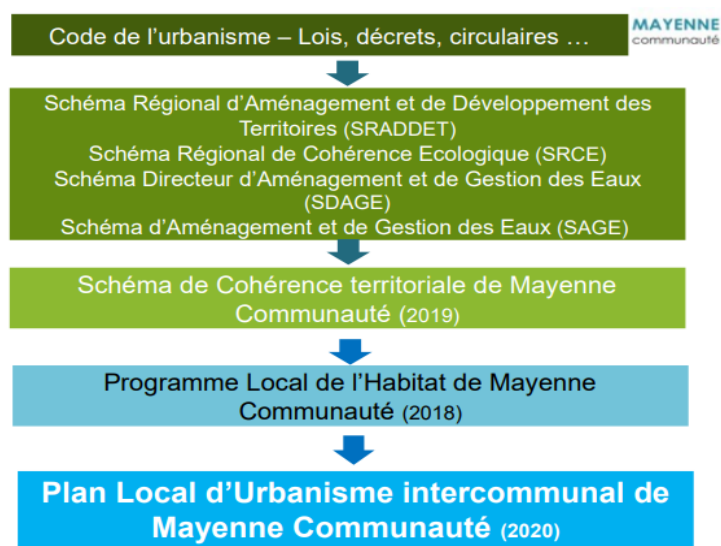 Code de l'urbanisme – Lois, décrets, circulaires …
MAYENNE
communauté
Schéma Régional d'Aménagement et de Développement des
Territoires (SRADDET)
Schéma Régional de Cohérence Ecologique (SRCE)
Schéma Directeur d'Aménagement et de Gestion des Eaux
(SDAGE)
Schéma d'Aménagement et de Gestion des Eaux (SAGE)
Schéma de Cohérence territoriale de Mayenne
Communauté (2019)
Programme Local de l'Habitat de Mayenne
Communauté (2018)
Plan Local d'Urbanisme intercommunal de
Mayenne Communauté (2020)